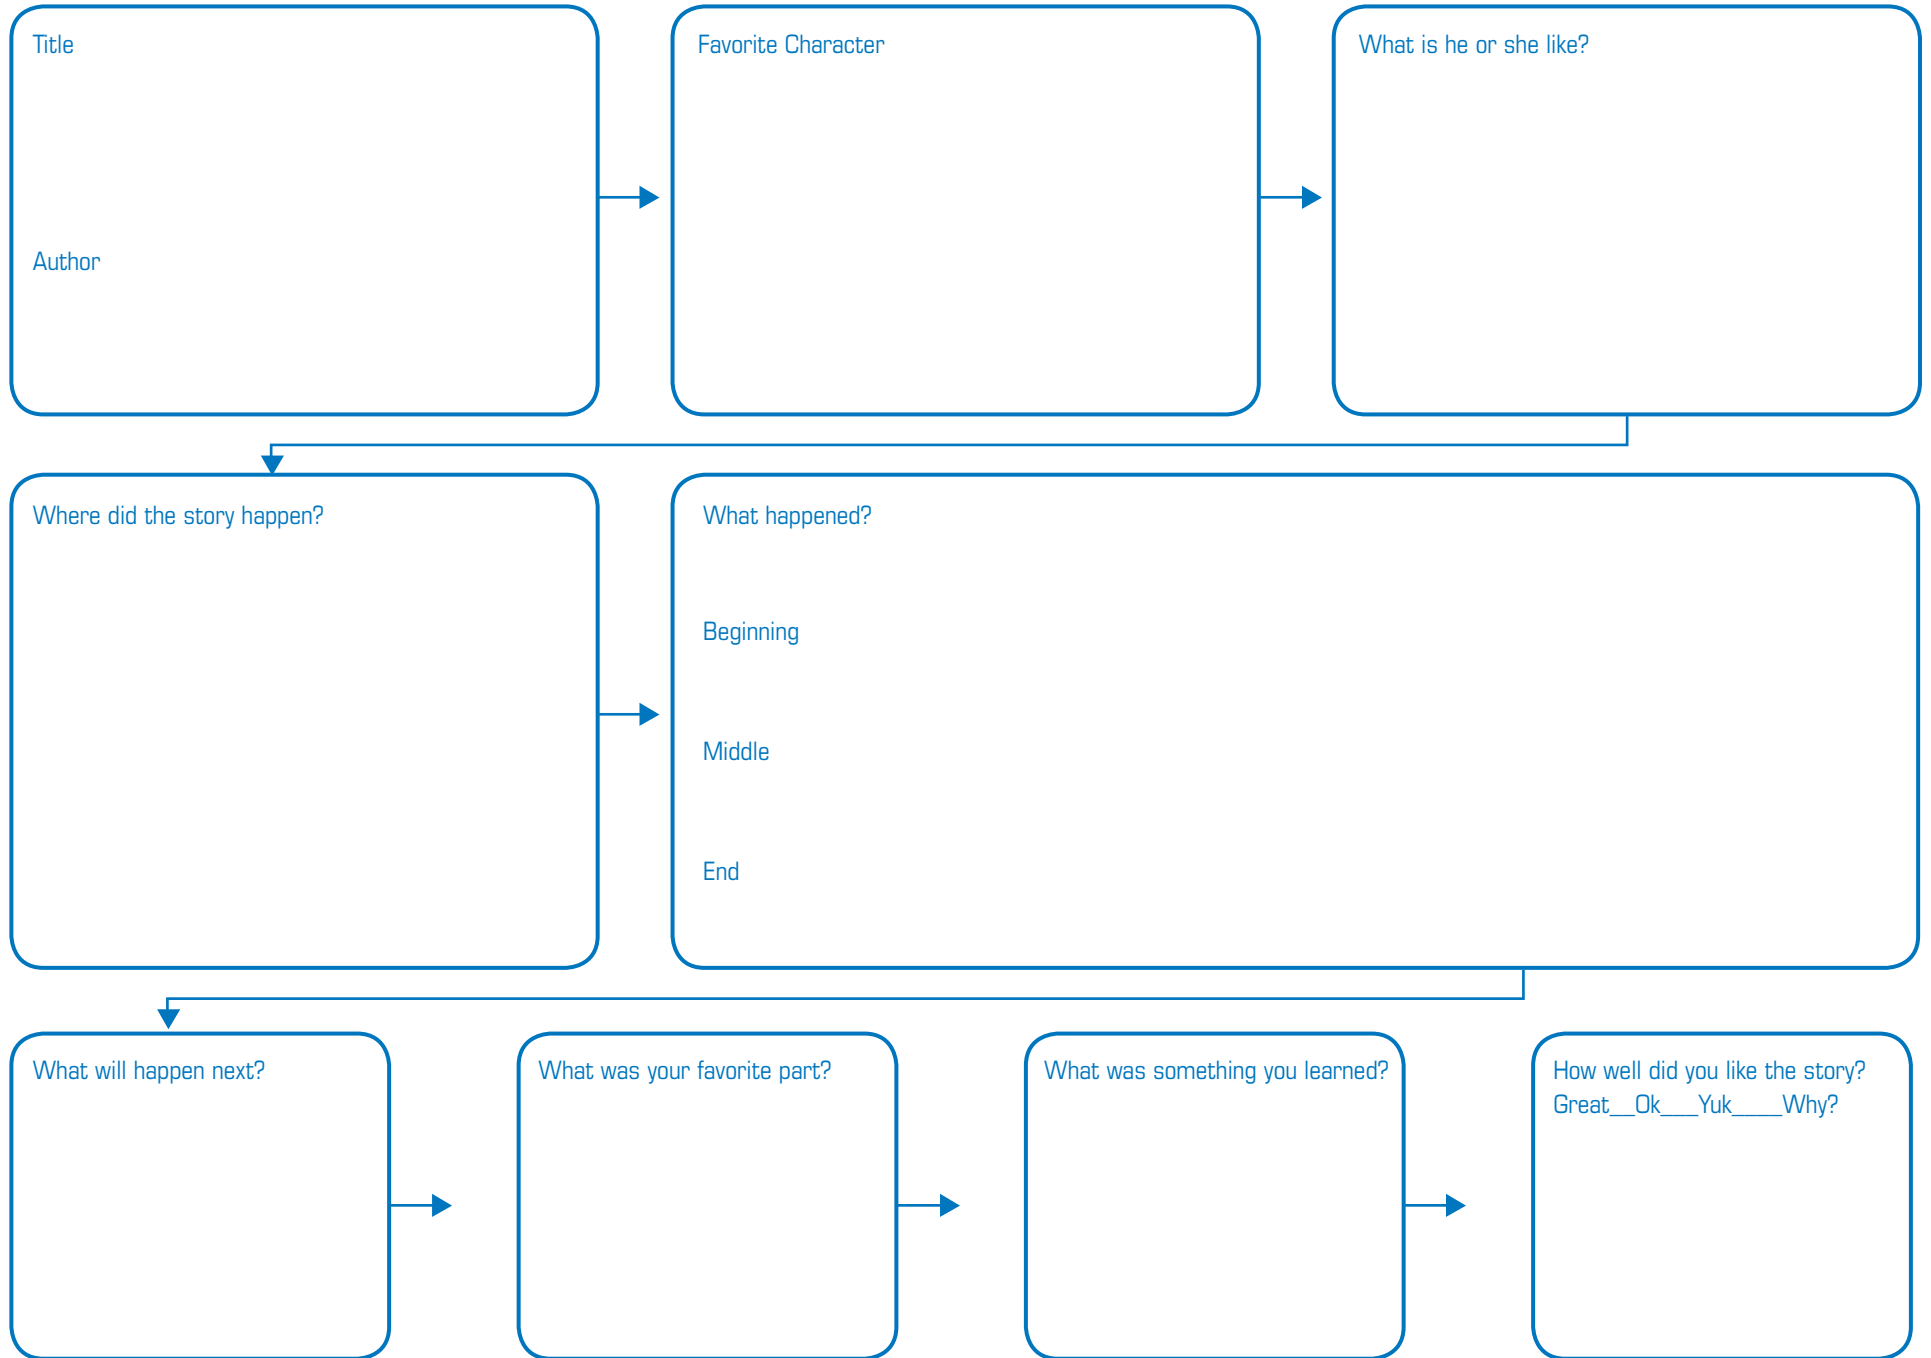 Title
Author
Favorite Character
What is he or she like?
Where did the story happen?
What happened?
Beginning
Middle
End
What will happen next?
What was your favorite part?
What was something you learned?
How well did you like the story?
Great__Ok___Yuk____Why?